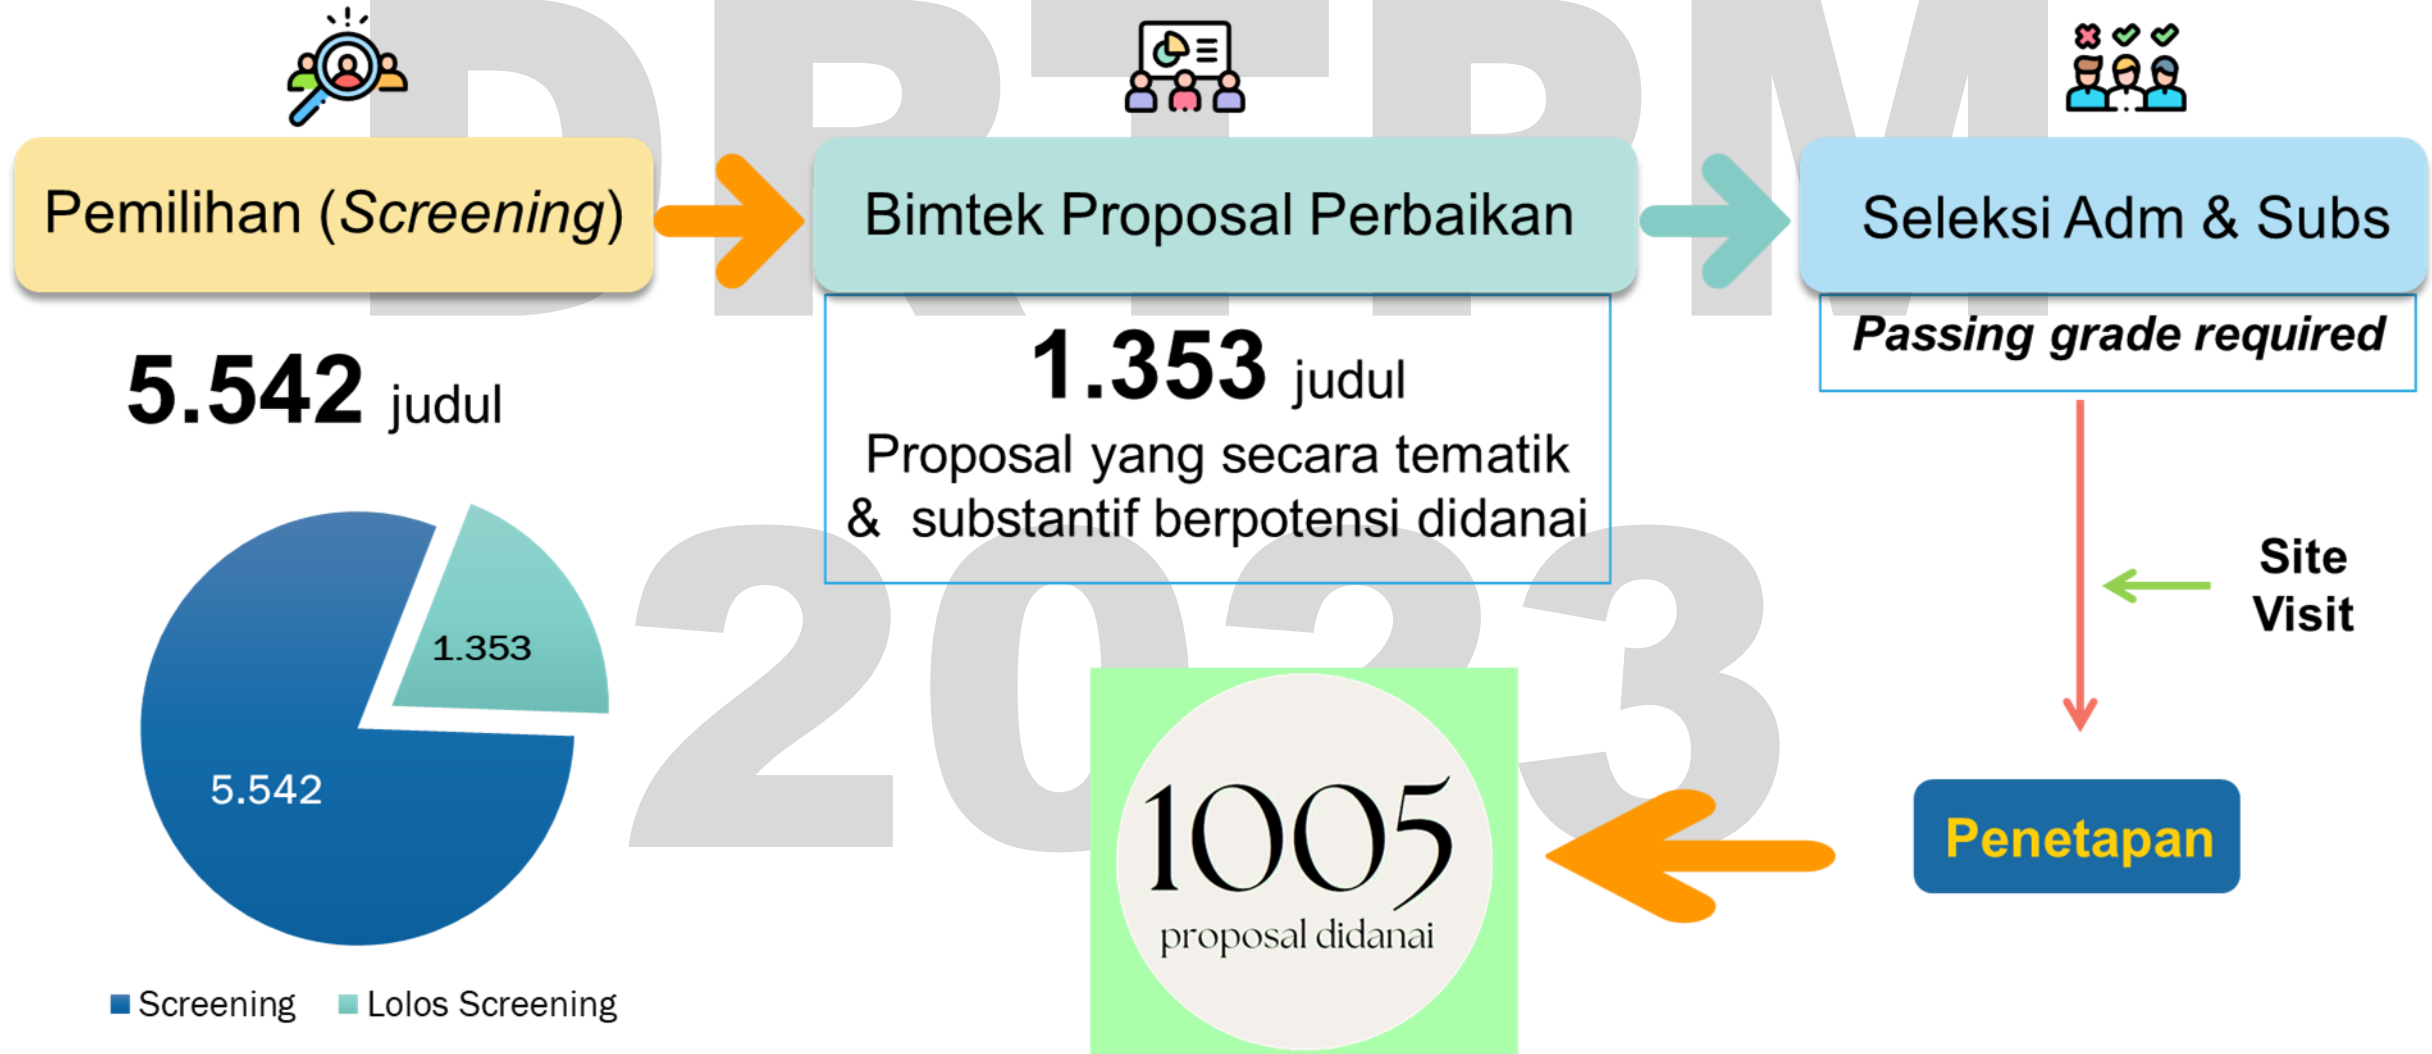 DRTPM
2023
Pemilihan (Screening)
5.542 judul
1.353
5.542
Screening
Lolos Screening
Bimtek Proposal Perbaikan
1.353 judul
Proposal yang secara tematik
& substantif berpotensi didanai
Seleksi Adm & Subs
Passing grade required
Site
Visit
Penetapan
1005
proposal didanai